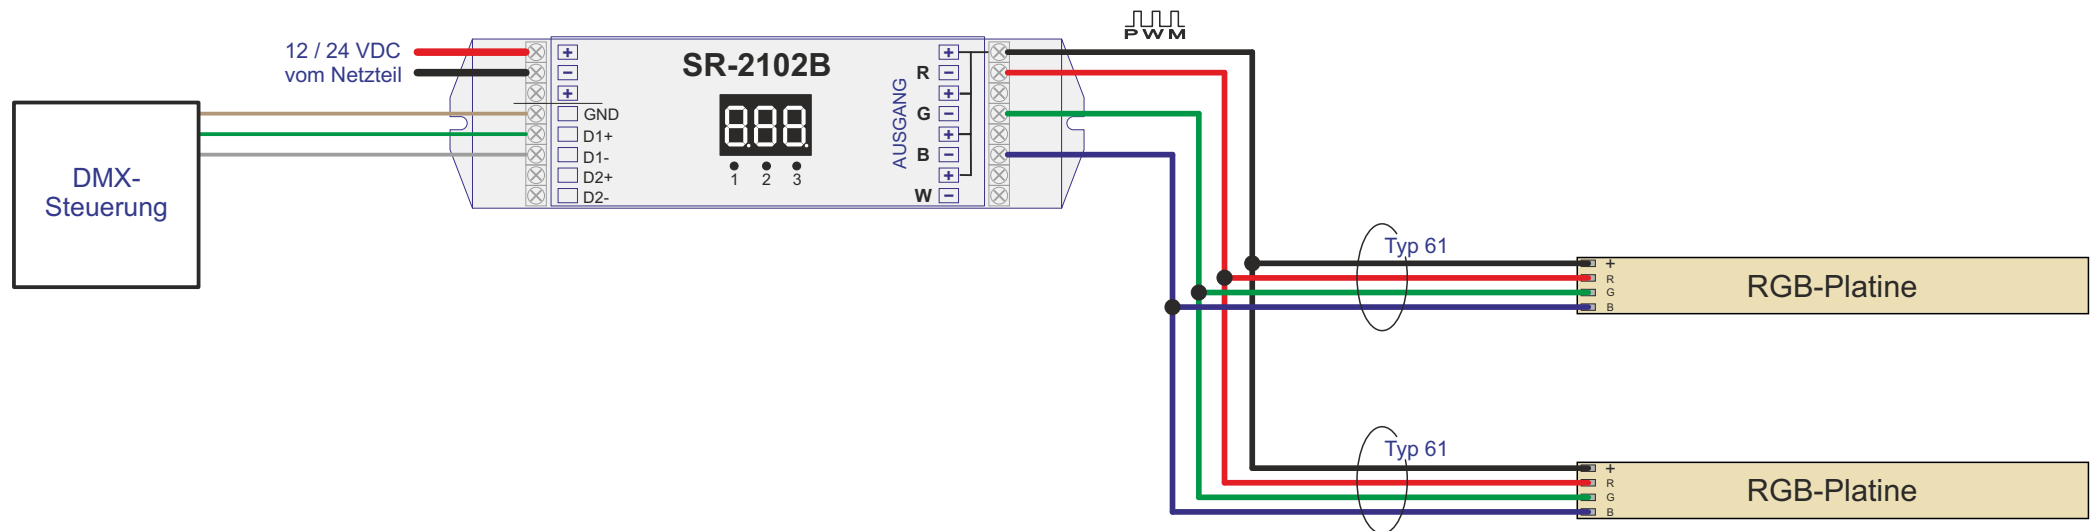 PWM
12 / 24 VDC
vom Netzteil
SR-2102B
+
−
+
GND
D1+
D1-
D2+
D2-
8.8.8.
1 2 3
AUSGANG
+
R −
+
G −
+
B −
+
W −
DMX-
Steuerung
Typ 61
+
R
G
B
RGB-Platine
Typ 61
+
R
G
B
RGB-Platine